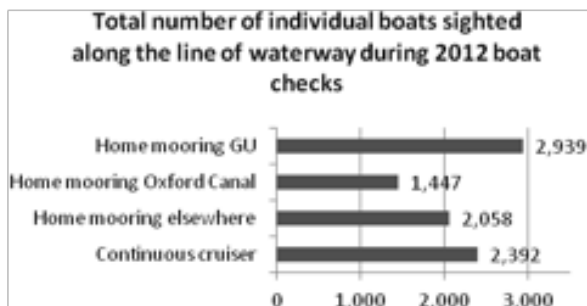 Total number of individual boats sighted
along the line of waterway during 2012 boat
checks
Home mooring GU 2,939
Home mooring Oxford Canal 1,447
Home mooring elsewhere 2,058
Continuous cruiser 2,392
0 1,000 2,000 3,000